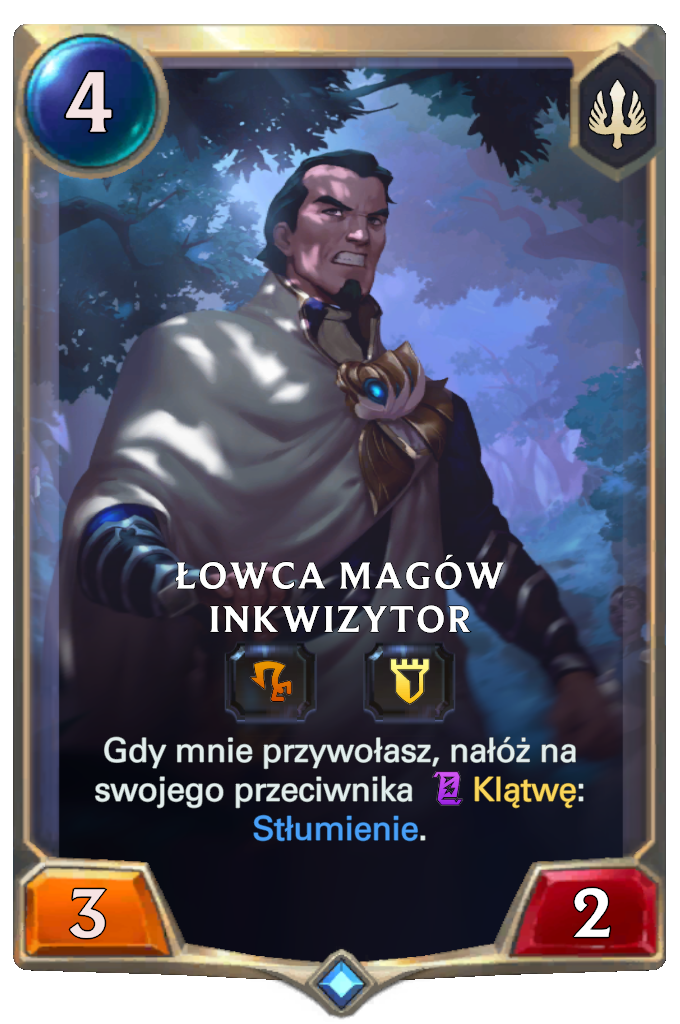 4
ŁOWCA MAGÓW
INKWIZYTOR
Gdy mnie przywołasz, nałóż na
swojego przeciwnika Klątwę:
Stłumienie.
3
2